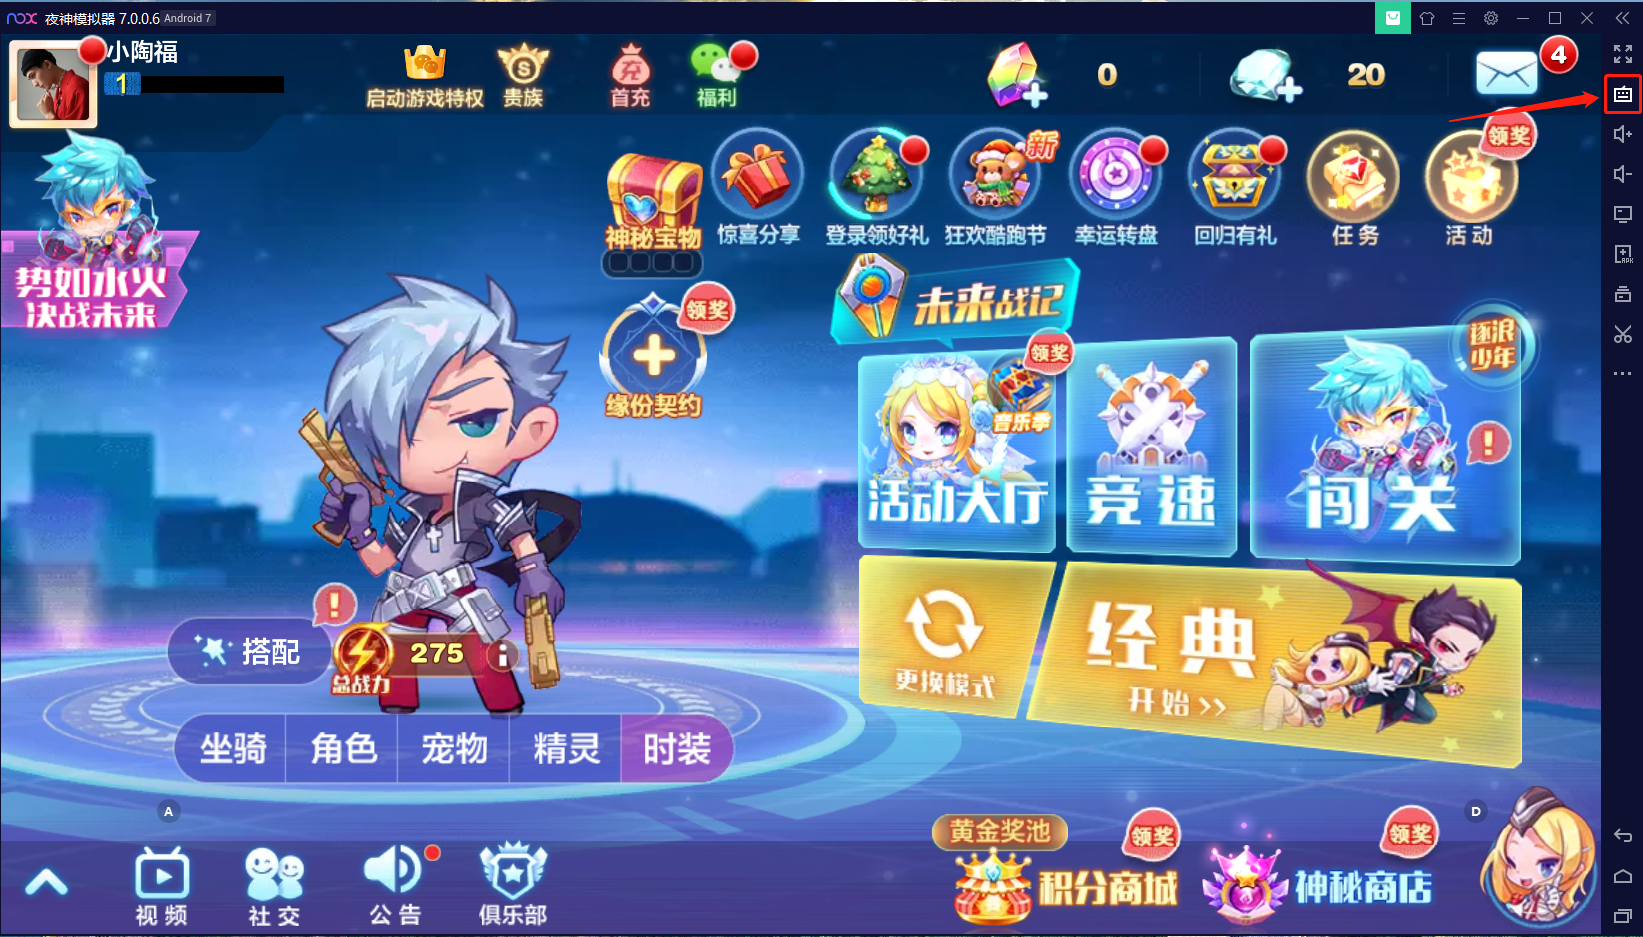 nox 夜神模拟器 7.0.0.6 Android 7
小陶福
1
启动游戏特权
贵族
充
首充
福利
0
20
4
势如水火
决战未来
神秘宝物
惊喜分享
登录领好礼
新
狂欢酷跑节
幸运转盘
回归有礼
任务
领奖
活动
领奖
缘份契约
未来战记
领奖
音乐季
活动大厅
竞速
逐浪
少年
闯关
搭配
275
总战力
更换模式
经典
开始 >>
坐骑
角色
宠物
精灵
时装
A
D
视频
社交
公告
俱乐部
黄金奖池
领奖
积分商城
领奖
神秘商店
APK